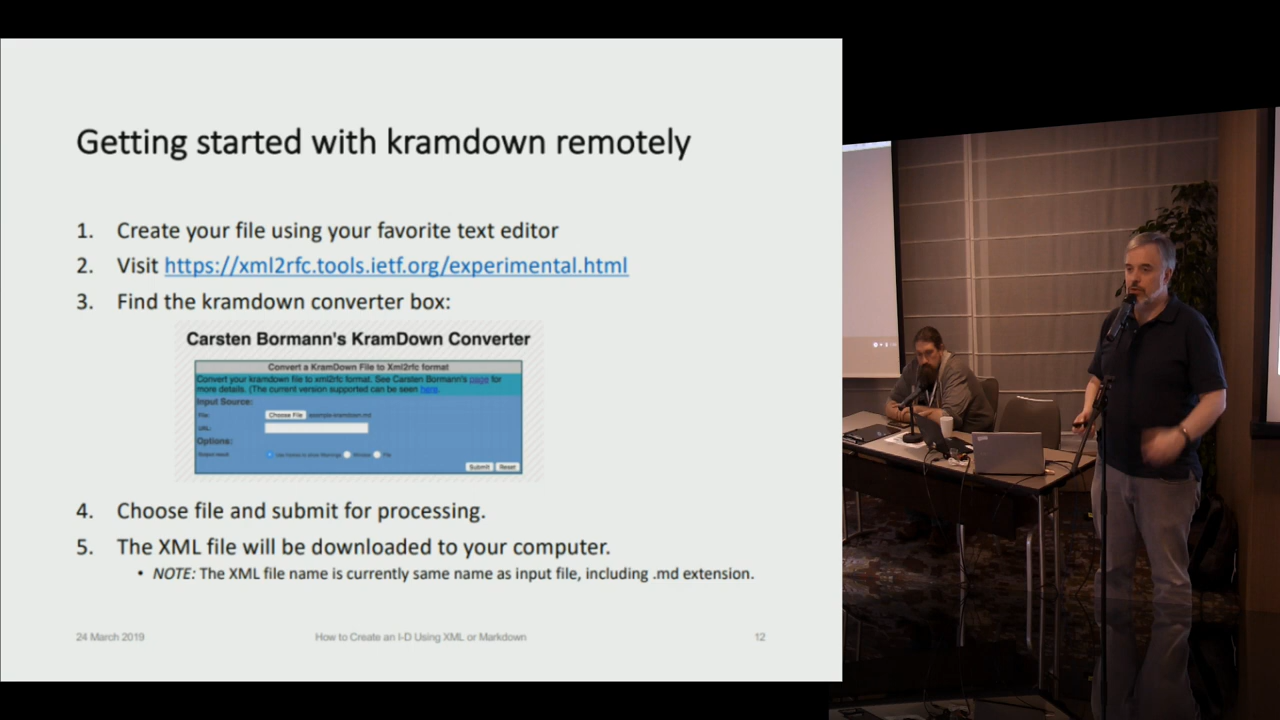 Getting started with kramdown remotely
1. Create your file using your favorite text editor
2. Visit https://xml2rfc.tools.ietf.org/experimental.html
3. Find the kramdown converter box:
Carsten Bormann's KramDown Converter
Convert a KramDown File to Xml2rfc format
Convert your kramdown file to xml2rfc format. See Carsten Bormann's page for
more details. (The current version supported can be seen here.
Input Source:
File: Choose File example-kramdown.md
URL:
Options:
Submit Reset
4. Choose file and submit for processing.
5. The XML file will be downloaded to your computer.
• NOTE: The XML file name is currently same name as input file, including .md extension.
24 March 2019 How to Create an I-D Using XML or Markdown 12